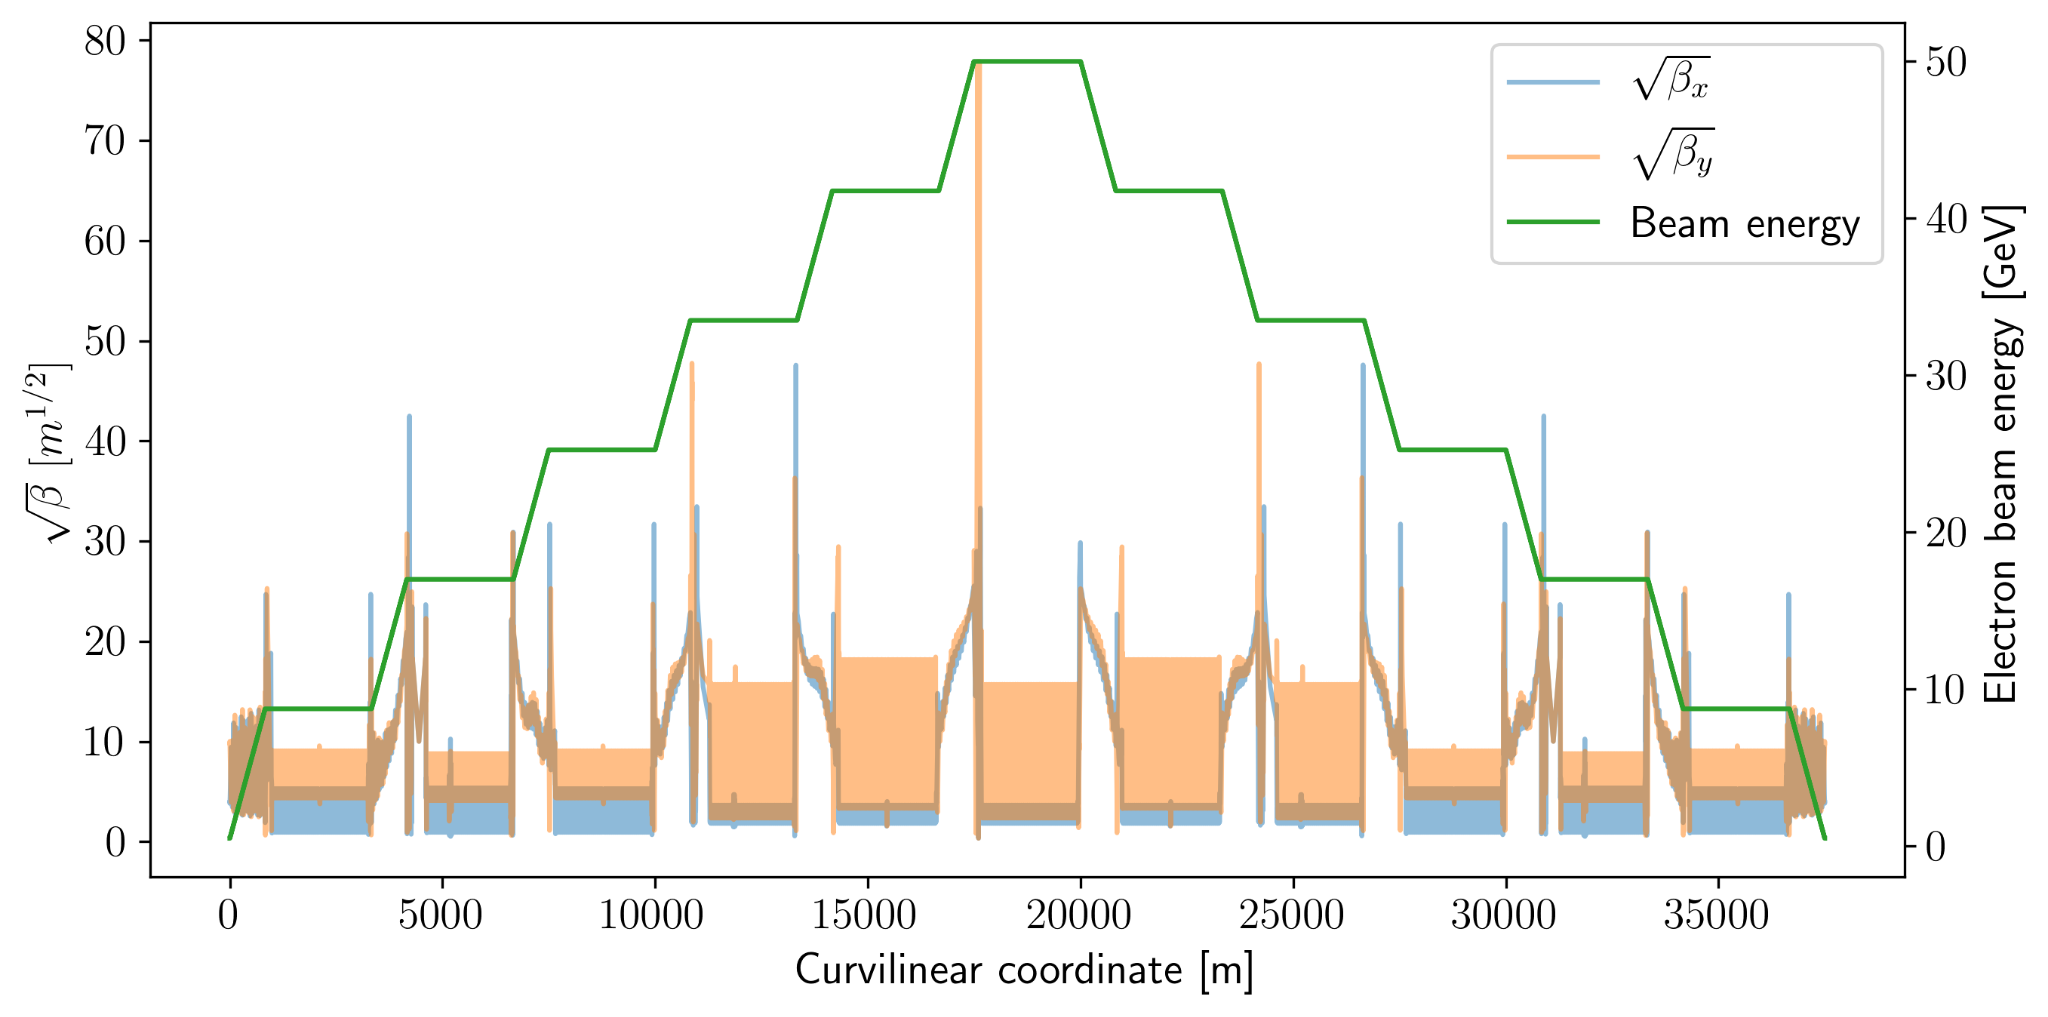 80
70
60
50
40
30
20
10
0
√β [m^{1/2}]
√β_x
√β_y
Beam energy
50
40
30
20
10
0
Electron beam energy [GeV]
0 5000 10000 15000 20000 25000 30000 35000
Curvilinear coordinate [m]